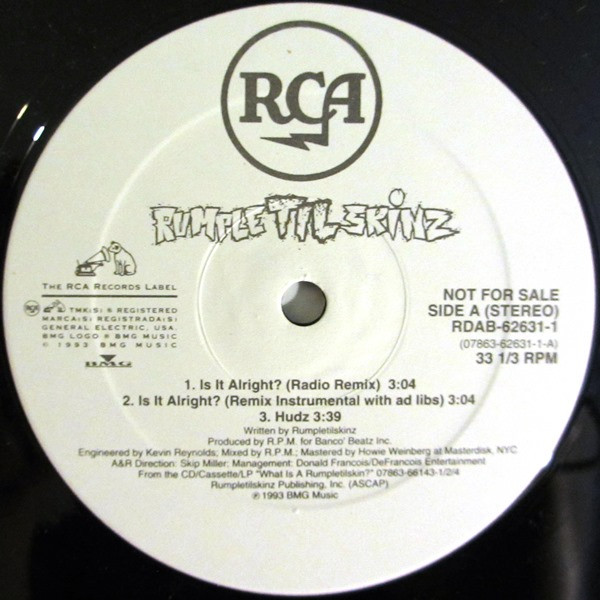 RCA
RUMPLETILSKINZ
THE RCA RECORDS LABEL
TMK(S) ® REGISTERED
MARCA(S) REGISTRADA(S)
GENERAL ELECTRIC, USA.
BMG LOGO ® BMG MUSIC
© 1993 BMG MUSIC
BMG
NOT FOR SALE
SIDE A (STEREO)
RDAB-62631-1
(07863-62631-1-A)
33 1/3 RPM
1. Is It Alright? (Radio Remix) 3:04
2. Is It Alright? (Remix Instrumental with ad libs) 3:04
3. Hudz 3:39
Written by Rumpletilskinz
Produced by R.P.M. for Banco' Beatz Inc.
Engineered by Kevin Reynolds; Mixed by R.P.M.; Mastered by Howie Weinberg at Masterdisk, NYC
A&R Direction: Skip Miller: Management: Donald Francois/DeFrancois Entertainment
From the CD/Cassette/LP "What Is A Rumpletilskin?" 07863-66143-1/2/4
Rumpletilskinz Publishing, Inc. (ASCAP)
℗ 1993 BMG Music